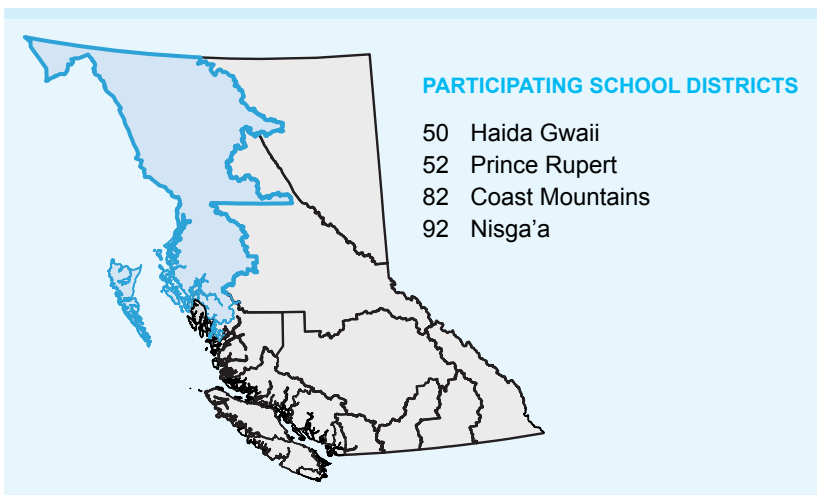 PARTICIPATING SCHOOL DISTRICTS
50 Haida Gwaii
52 Prince Rupert
82 Coast Mountains
92 Nisga’a